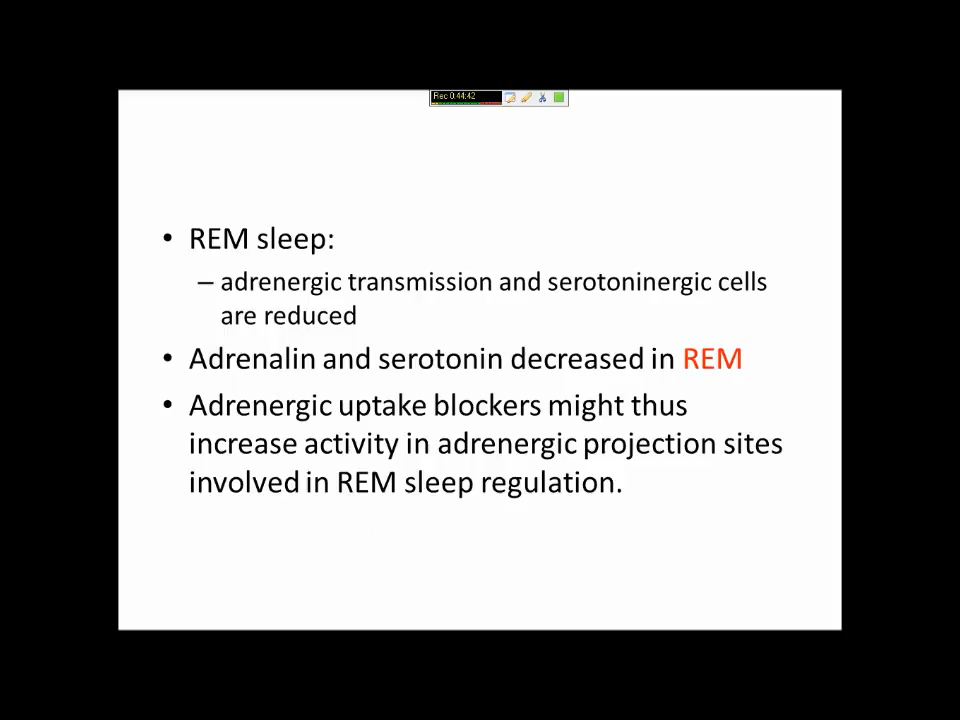 Rec 0:44:42
• REM sleep:
– adrenergic transmission and serotoninergic cells
are reduced
• Adrenalin and serotonin decreased in REM
• Adrenergic uptake blockers might thus
increase activity in adrenergic projection sites
involved in REM sleep regulation.